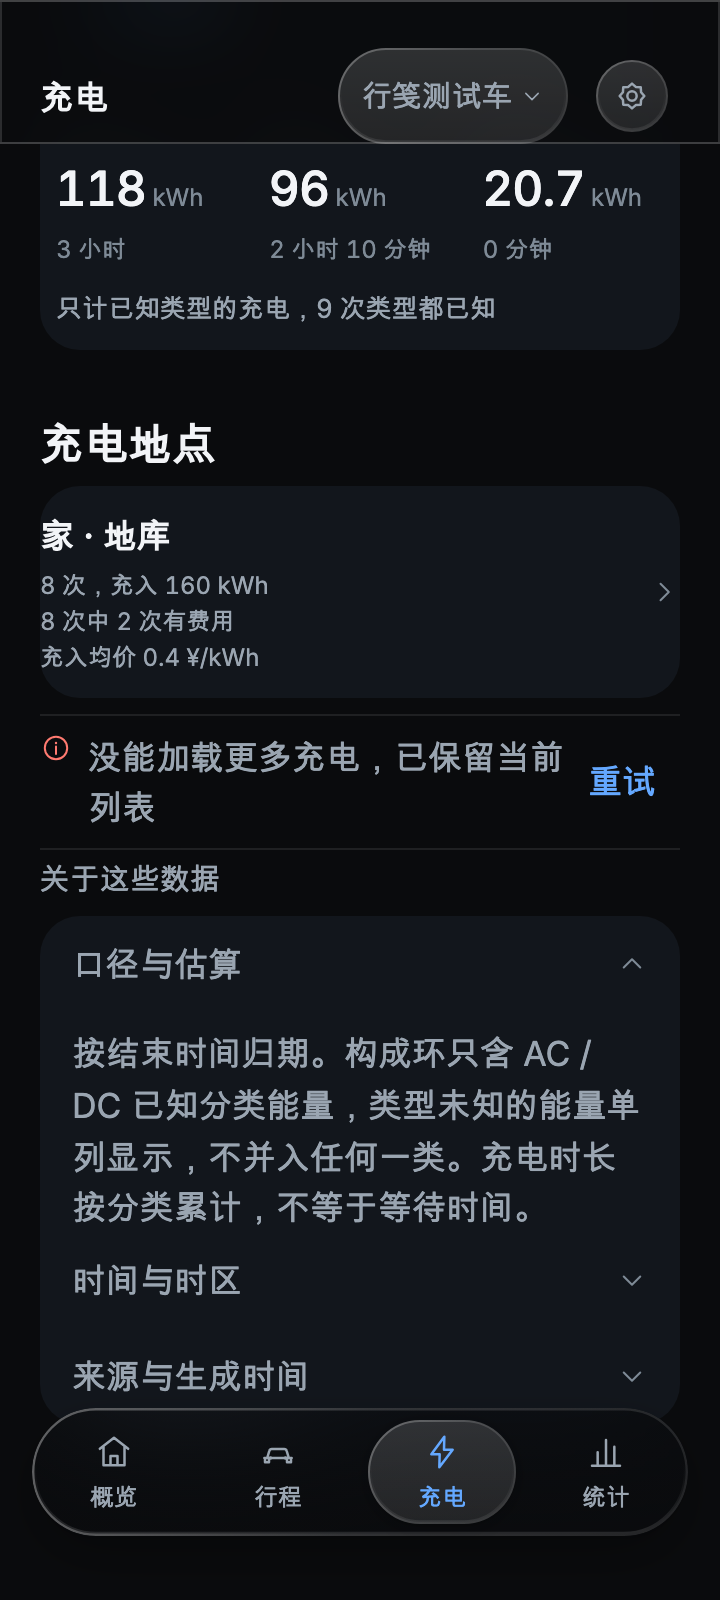 充电
行笺测试车
118 kWh 96 kWh 20.7 kWh
3 小时 2 小时 10 分钟 0 分钟
只计已知类型的充电，9 次类型都已知
充电地点
家 · 地库
8 次，充入 160 kWh
8 次中 2 次有费用
充入均价 0.4 ¥/kWh
没能加载更多充电，已保留当前
列表
重试
关于这些数据
口径与估算
按结束时间归期。构成环只含 AC /
DC 已知分类能量，类型未知的能量单
列显示，不并入任何一类。充电时长
按分类累计，不等于等待时间。
时间与时区
来源与生成时间
概览 行程 充电 统计